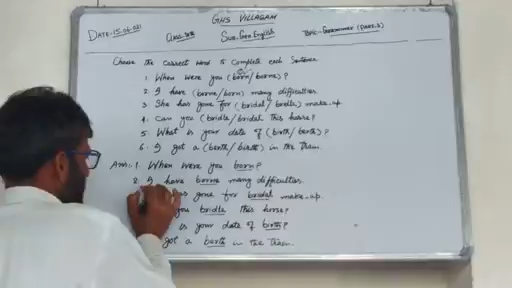 GHS VILLAGAM
DATE-15.06.021 Class: Sub: Gen English Topic- Grammar (Part.2)
Choose the correct word to complete each sentence
1. When were you (born/borne)?
2. I have (borne/born) many difficulties.
3. She has gone for (bridal/bridle) make-up.
4. Can you (bridle/bridal this horse?
5. What is your date of (birth/berth)?
6. I got a (berth/birth) in the Train.
Ans:- 1. When were you born?
2. I have borne many difficulties.
has gone for bridal make-up.
you bridle this horse?
is your date of birth?
got a berth in the Train.